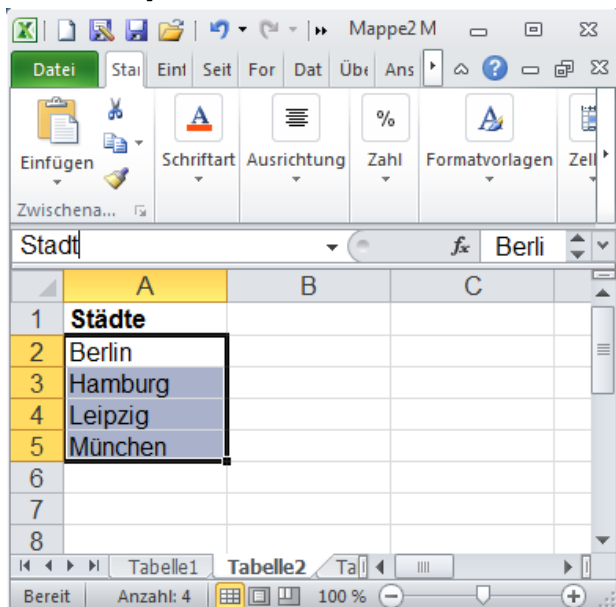 Mappe2 M
Datei Star Einf Seit For Dat Übe Ans
Einfügen Schriftart Ausrichtung Zahl Formatvorlagen Zell
Zwischena...
Stadt fx Berli
A B C
1 Städte
2 Berlin
3 Hamburg
4 Leipzig
5 München
6
7
8
Tabelle1 Tabelle2 Ta
Bereit Anzahl: 4 100 %